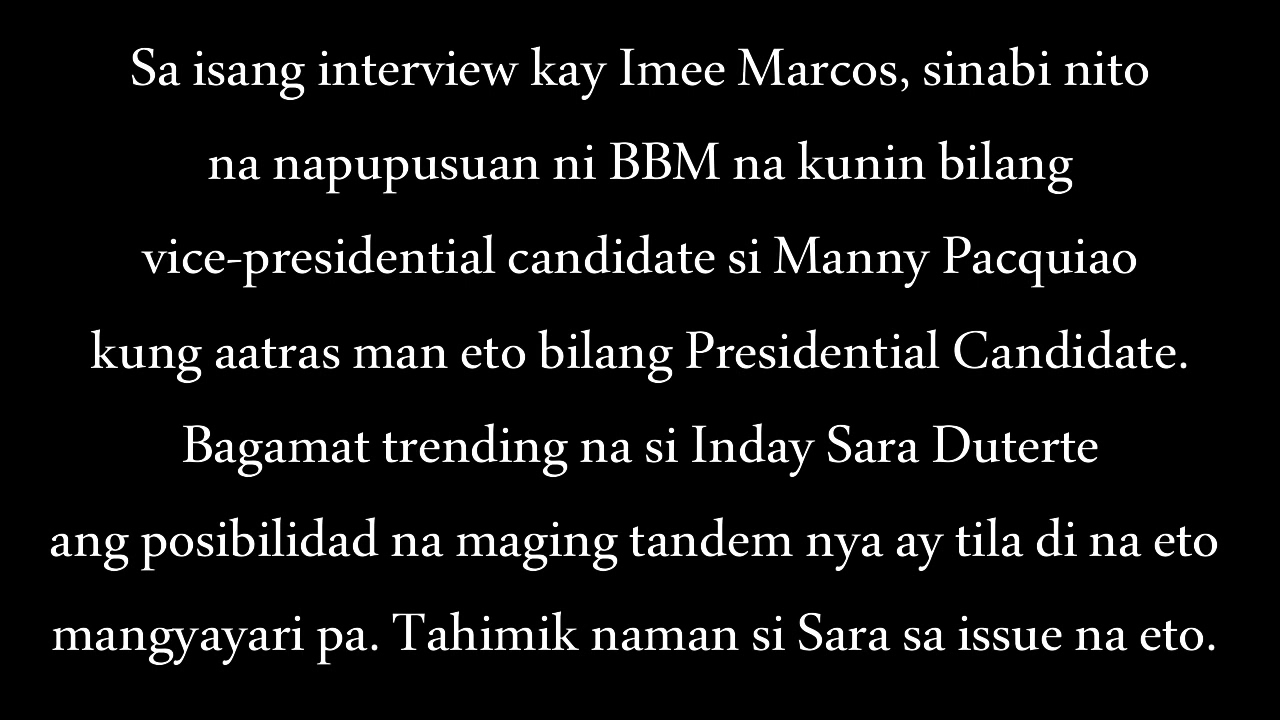 Sa isang interview kay Imee Marcos, sinabi nito
na napupusuan ni BBM na kunin bilang
vice-presidential candidate si Manny Pacquiao
kung aatras man eto bilang Presidential Candidate.
Bagamat trending na si Inday Sara Duterte
ang posibilidad na maging tandem nya ay tila di na eto
mangyayari pa. Tahimik naman si Sara sa issue na eto.